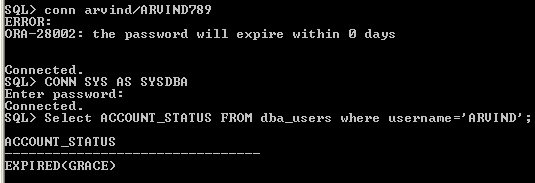 SQL> conn arvind/ARVIND789
ERROR:
ORA-28002: the password will expire within 0 days
Connected.
SQL> CONN SYS AS SYSDBA
Enter password:
Connected.
SQL> Select ACCOUNT_STATUS FROM dba_users where username='ARVIND';
ACCOUNT_STATUS
--------------------------------
EXPIRED(GRACE)